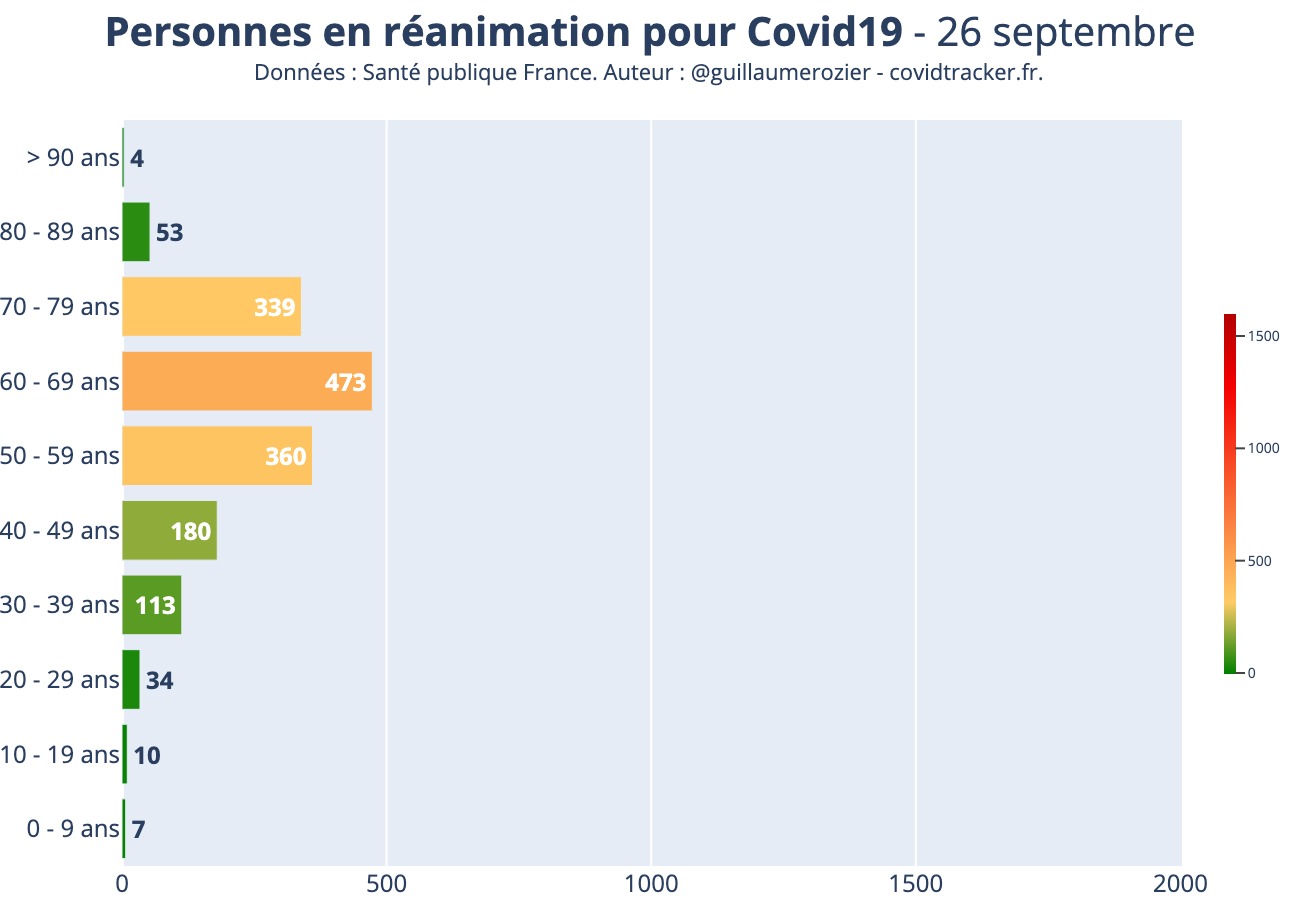 Personnes en réanimation pour Covid19 - 26 septembre
Données : Santé publique France. Auteur : @guillaumerozier - covidtracker.fr.
> 90 ans 4
80 - 89 ans 53
70 - 79 ans 339
60 - 69 ans 473
50 - 59 ans 360
40 - 49 ans 180
30 - 39 ans 113
20 - 29 ans 34
10 - 19 ans 10
0 - 9 ans 7
0 500 1000 1500 2000
1500
1000
500
0